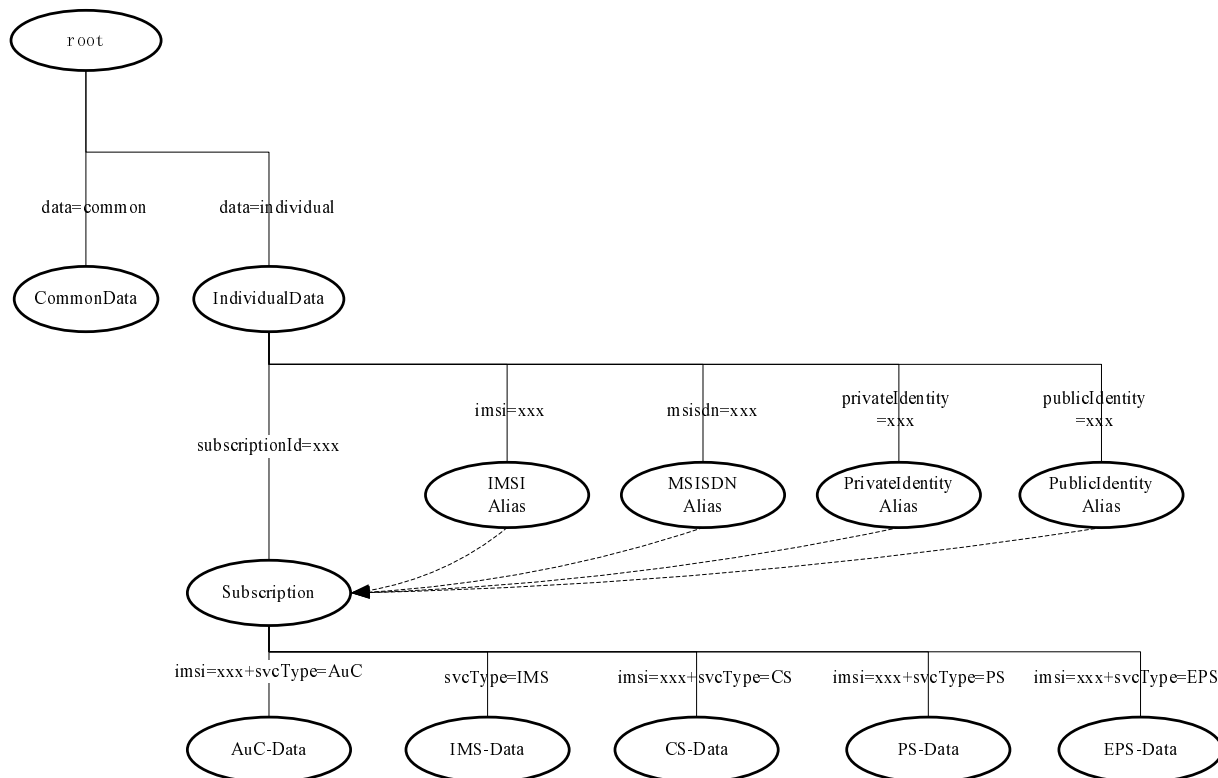 root
data=common
data=individual
CommonData
IndividualData
imsi=xxx
msisdn=xxx
privateIdentity
=xxx
publicIdentity
=xxx
subscriptionId=xxx
IMSI
Alias
MSISDN
Alias
PrivateIdentity
Alias
PublicIdentity
Alias
Subscription
imsi=xxx+svcType=AuC
svcType=IMS
imsi=xxx+svcType=CS
imsi=xxx+svcType=PS
imsi=xxx+svcType=EPS
AuC-Data
IMS-Data
CS-Data
PS-Data
EPS-Data